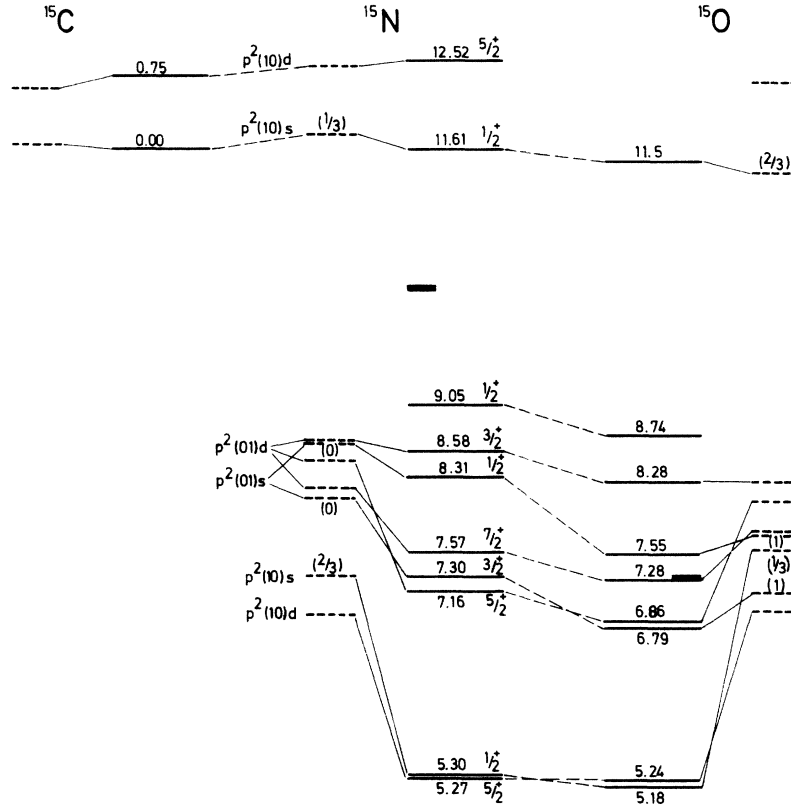 15C 15N 15O
0.75 p²(10)d 12.52 5/2+
0.00 p²(10)s (1/3) 11.61 1/2+ 11.5 (2/3)
9.05 1/2+ 8.74
p²(01)d (0) 8.58 3/2+ 8.28
p²(01)s (0) 8.31 1/2+ 7.55 (1)
7.57 7/2+ 7.28 (1/3)
p²(10)s (2/3) 7.30 3/2+ (1)
p²(10)d 7.16 5/2+ 6.86
6.79
5.30 1/2+ 5.24
5.27 5/2+ 5.18